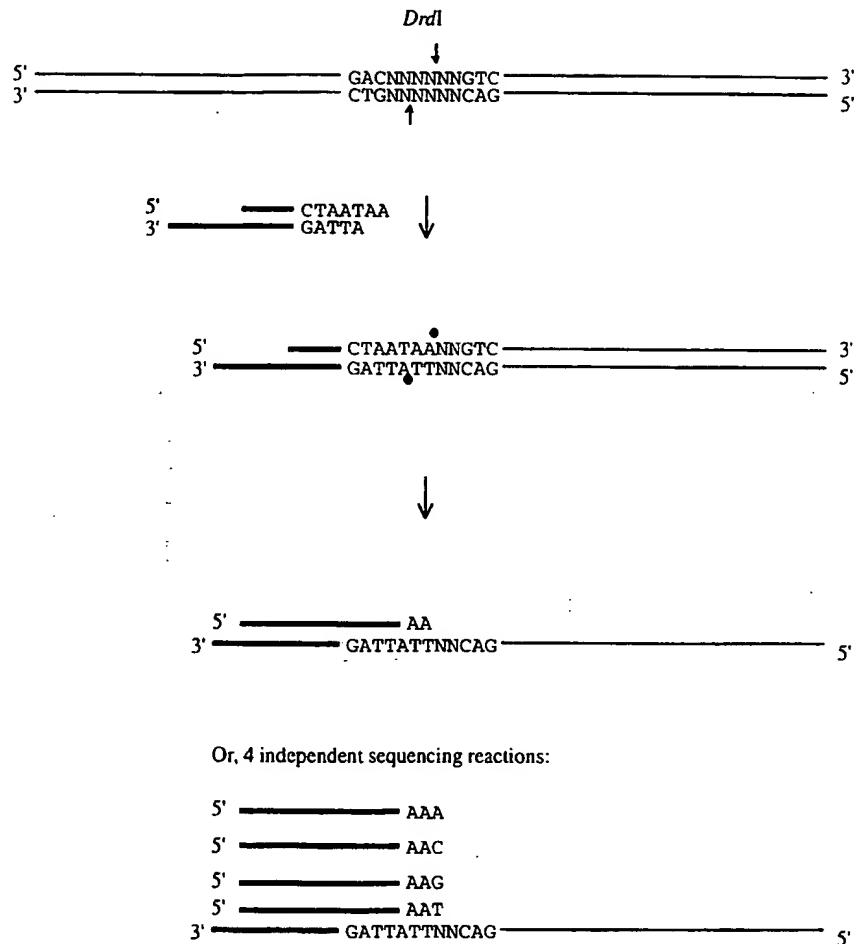 DrdI
5' GACNNNNNNGTC 3'
3' CTGNNNNNNCAG 5'
5' CTAATAA
3' GATTA
5' CTAATAANNGTC 3'
3' GATTATTNNCAG 5'
5' AA
3' GATTATTNNCAG 5'
Or, 4 independent sequencing reactions:
5' AAA
5' AAC
5' AAG
5' AAT
3' GATTATTNNCAG 5'